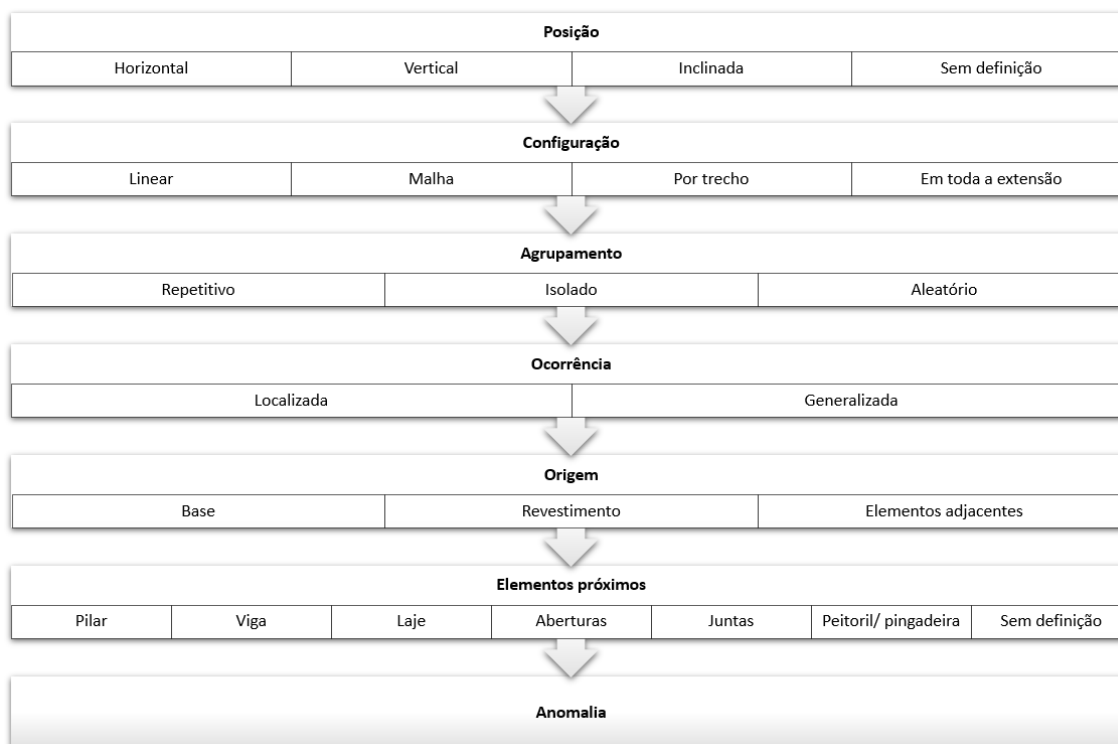 Posição
Horizontal Vertical Inclinada Sem definição
Configuração
Linear Malha Por trecho Em toda a extensão
Agrupamento
Repetitivo Isolado Aleatório
Ocorrência
Localizada Generalizada
Origem
Base Revestimento Elementos adjacentes
Elementos próximos
Pilar Viga Laje Aberturas Juntas Peitoril/ pingadeira Sem definição
Anomalia